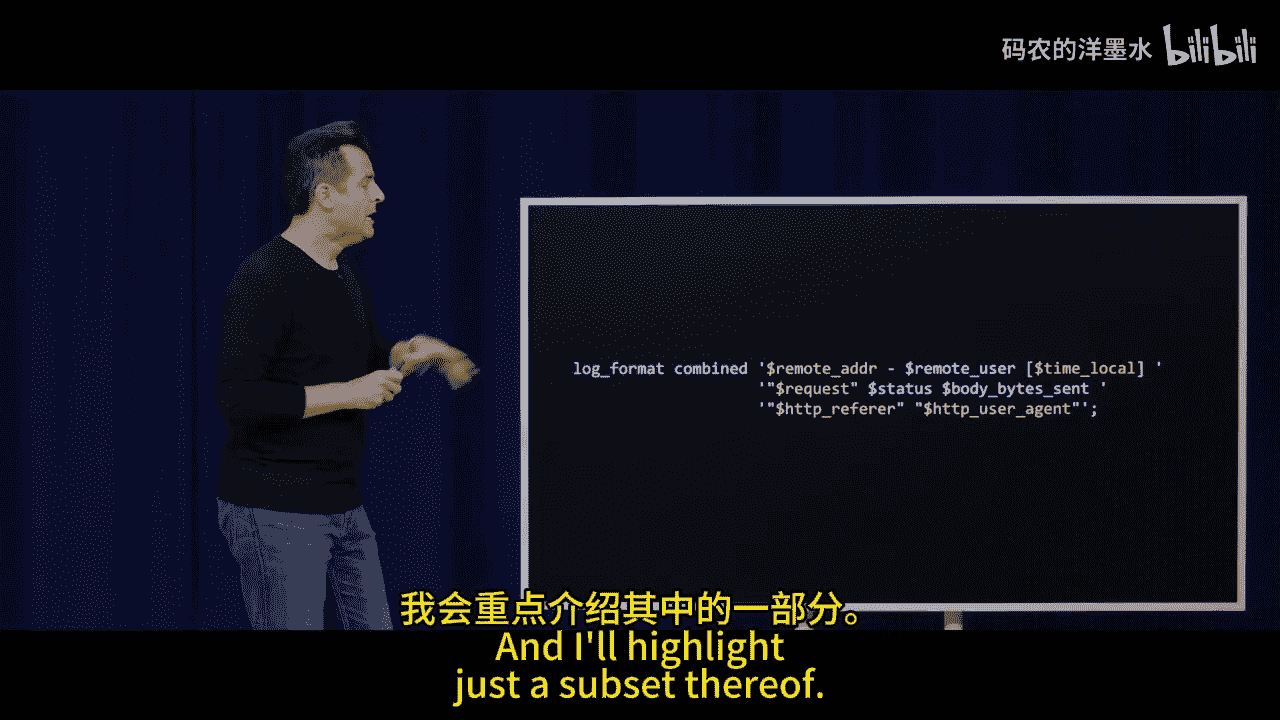 码农的洋墨水 bilibili
log_format combined '$remote_addr - $remote_user [$time_local] '
'"$request" $status $body_bytes_sent '
'"$http_referer" "$http_user_agent"';
我会重点介绍其中的一部分。
And I'll highlight
just a subset thereof.